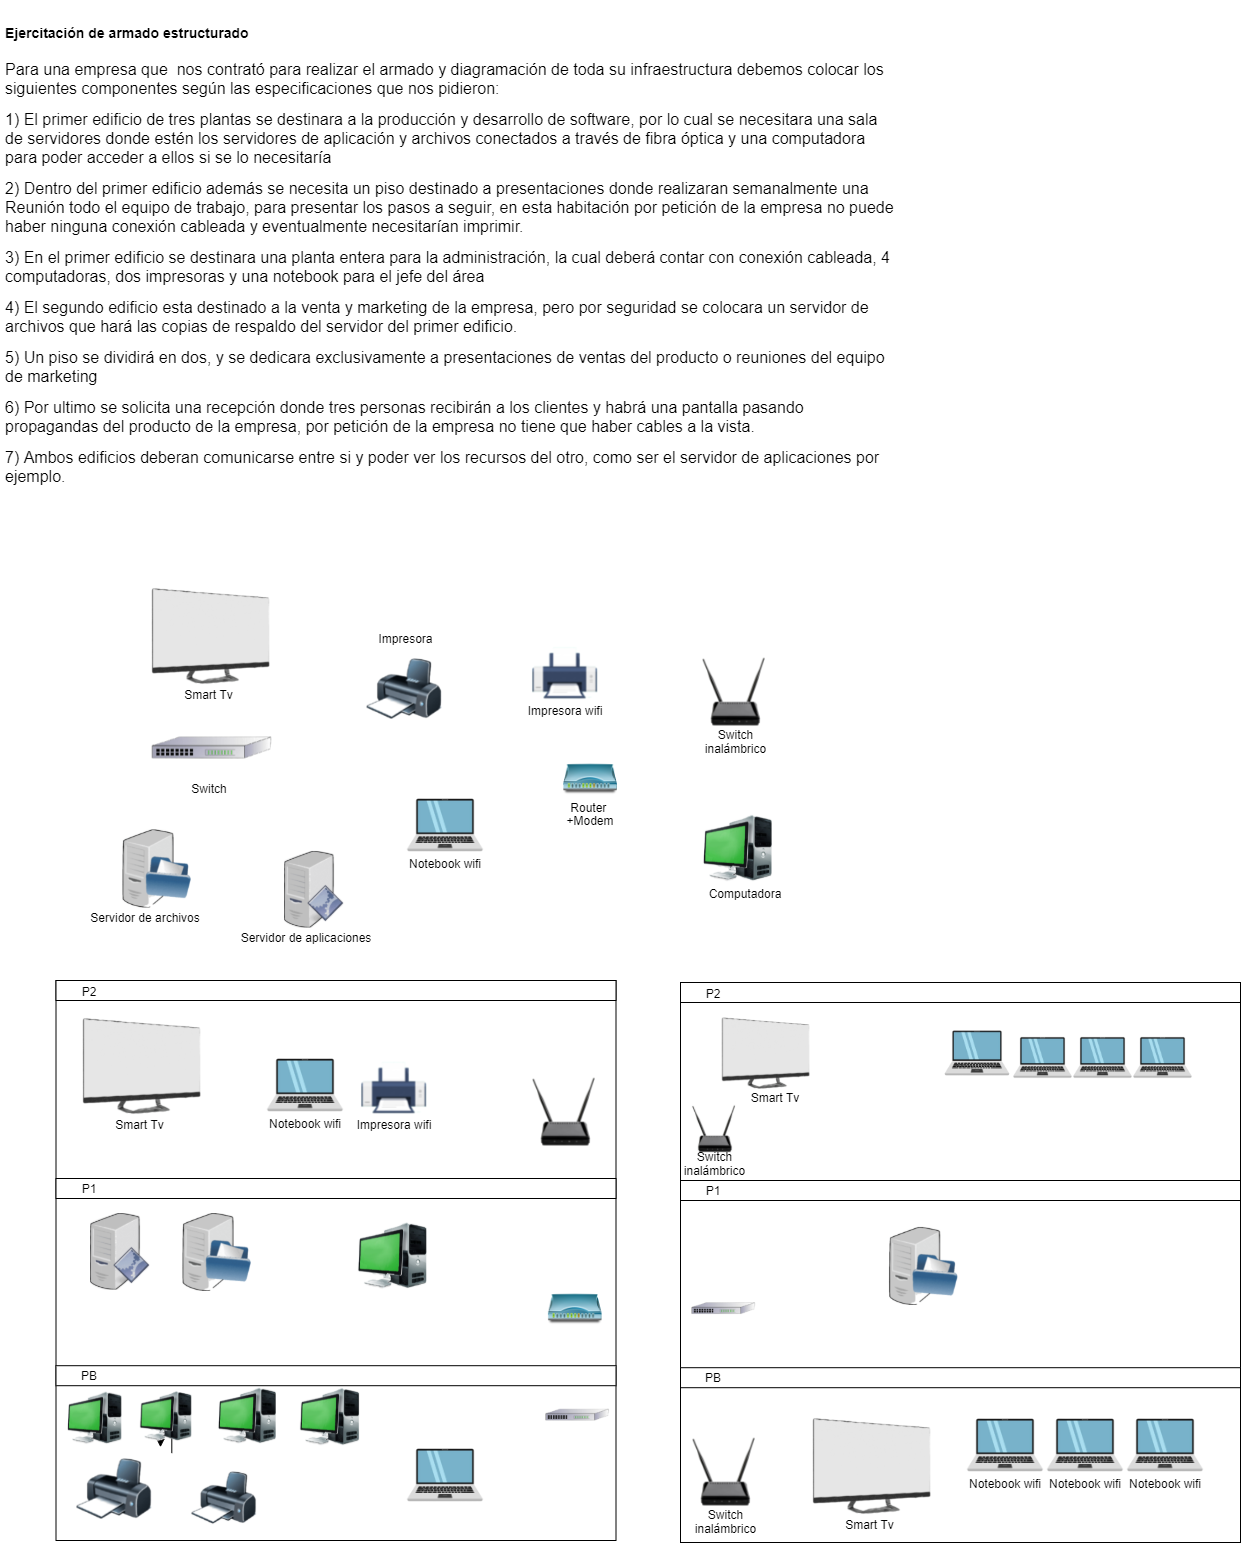 Ejercitación de armado estructurado
Para una empresa que  nos contrató para realizar el armado y diagramación de toda su infraestructura debemos colocar los
siguientes componentes según las especificaciones que nos pidieron:
1) El primer edificio de tres plantas se destinara a la producción y desarrollo de software, por lo cual se necesitara una sala
de servidores donde estén los servidores de aplicación y archivos conectados a través de fibra óptica y una computadora
para poder acceder a ellos si se lo necesitaría
2) Dentro del primer edificio además se necesita un piso destinado a presentaciones donde realizaran semanalmente una
Reunión todo el equipo de trabajo, para presentar los pasos a seguir, en esta habitación por petición de la empresa no puede
haber ninguna conexión cableada y eventualmente necesitarían imprimir.
3) En el primer edificio se destinara una planta entera para la administración, la cual deberá contar con conexión cableada, 4
computadoras, dos impresoras y una notebook para el jefe del área
4) El segundo edificio esta destinado a la venta y marketing de la empresa, pero por seguridad se colocara un servidor de
archivos que hará las copias de respaldo del servidor del primer edificio.
5) Un piso se dividirá en dos, y se dedicara exclusivamente a presentaciones de ventas del producto o reuniones del equipo
de marketing
6) Por ultimo se solicita una recepción donde tres personas recibirán a los clientes y habrá una pantalla pasando
propagandas del producto de la empresa, por petición de la empresa no tiene que haber cables a la vista.
7) Ambos edificios deberan comunicarse entre si y poder ver los recursos del otro, como ser el servidor de aplicaciones por
ejemplo.
Impresora
Smart Tv
Impresora wifi
Switch
inalámbrico
Switch
Router
+Modem
Notebook wifi
Computadora
Servidor de archivos
Servidor de aplicaciones
P2
Smart Tv
Notebook wifi
Impresora wifi
P1
PB
P2
Smart Tv
Switch
inalámbrico
P1
PB
Notebook wifi
Notebook wifi
Notebook wifi
Switch
inalámbrico
Smart Tv